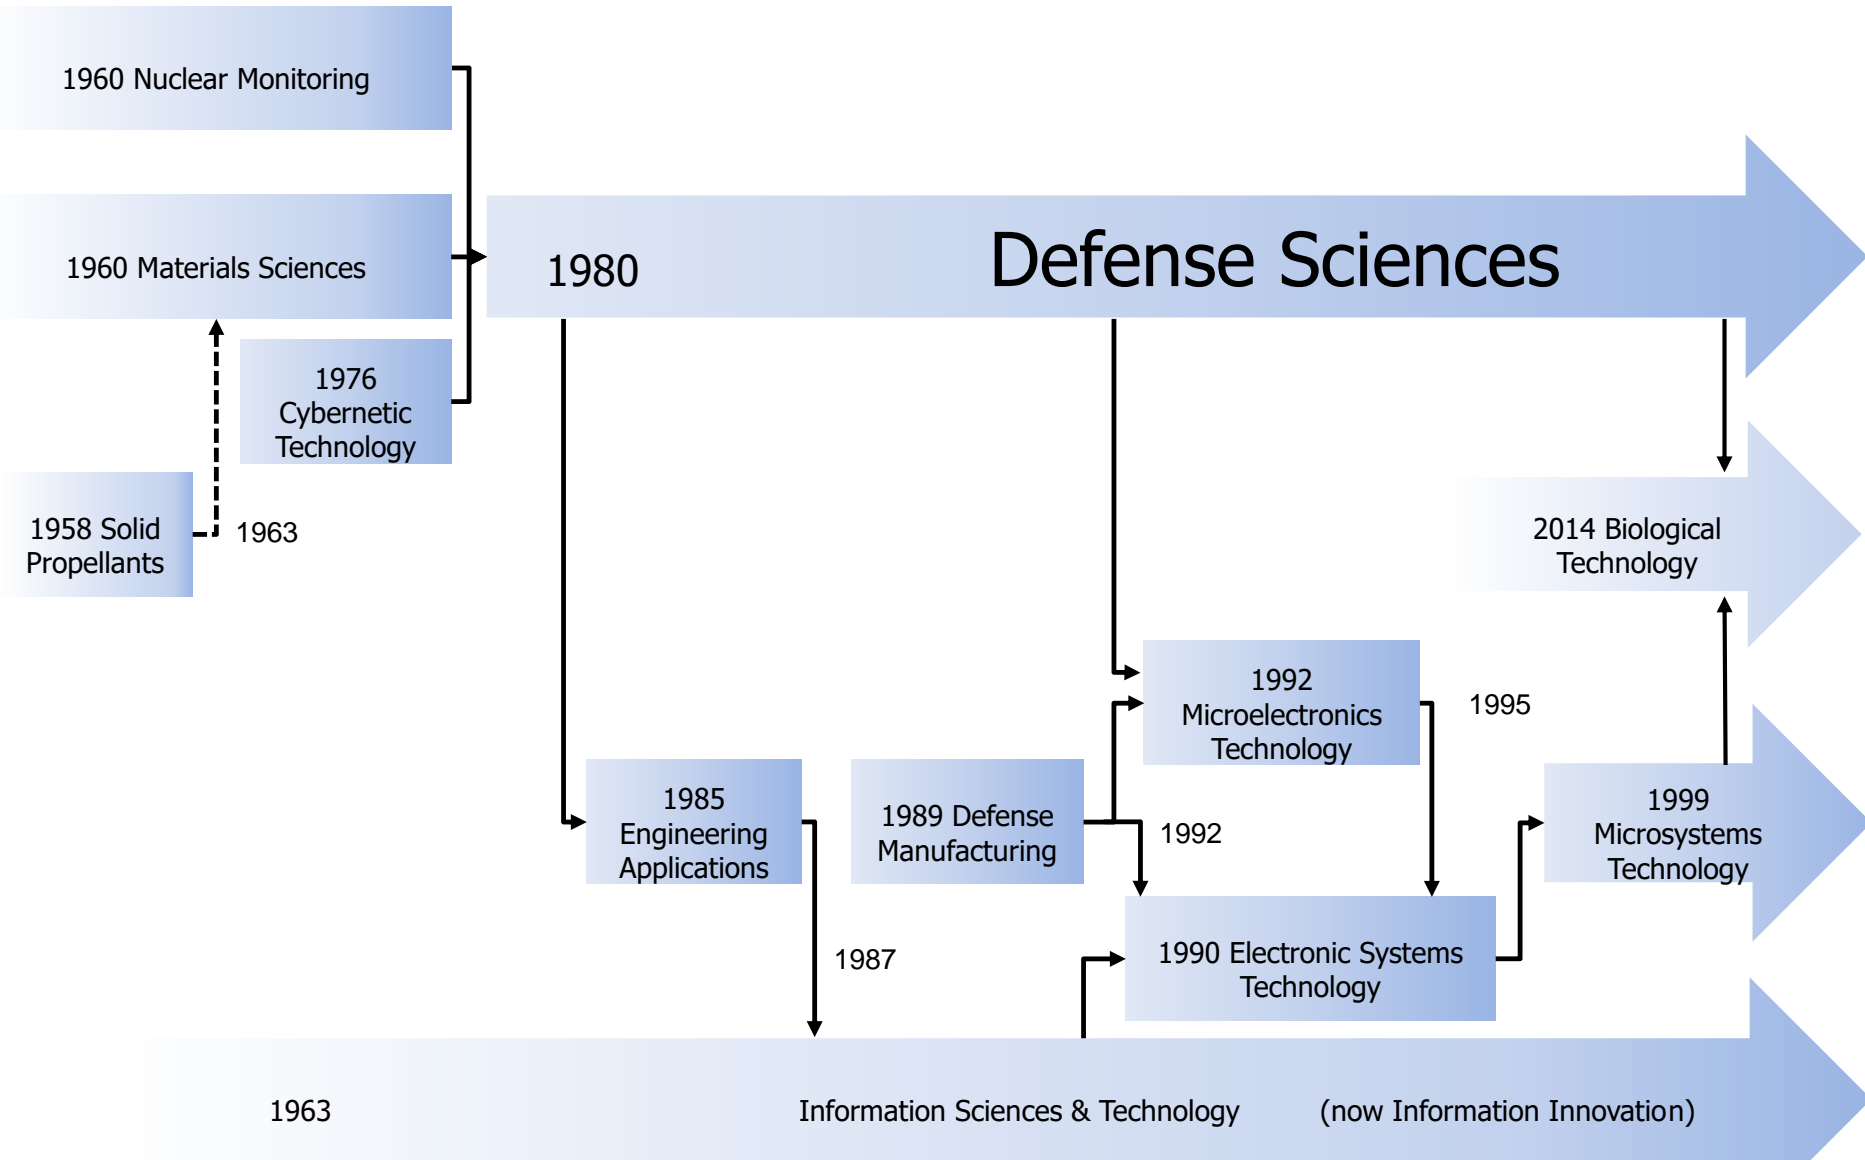 1960 Nuclear Monitoring
1960 Materials Sciences
1980
Defense Sciences
1976
Cybernetic
Technology
1958 Solid
Propellants
1963
2014 Biological
Technology
1992
Microelectronics
Technology
1995
1985
Engineering
Applications
1989 Defense
Manufacturing
1992
1999
Microsystems
Technology
1987
1990 Electronic Systems
Technology
1963
Information Sciences & Technology
(now Information Innovation)